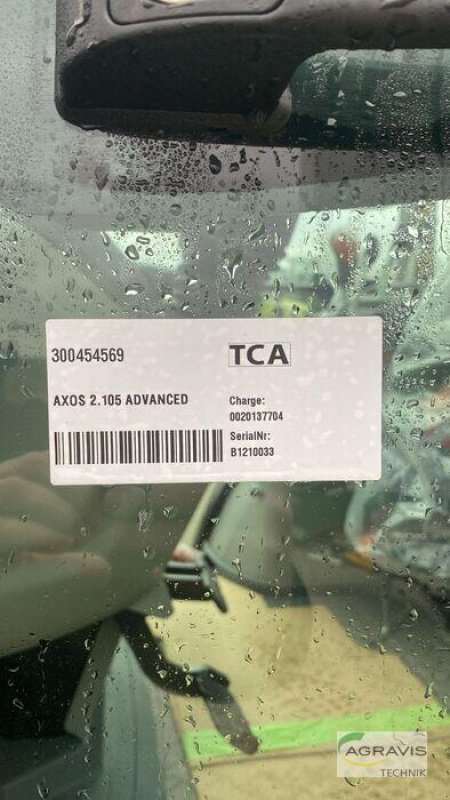 300454569
TCA
AXOS 2.105 ADVANCED
Charge:
0020137704
SerialNr:
B1210033
AGRAVIS
TECHNIK